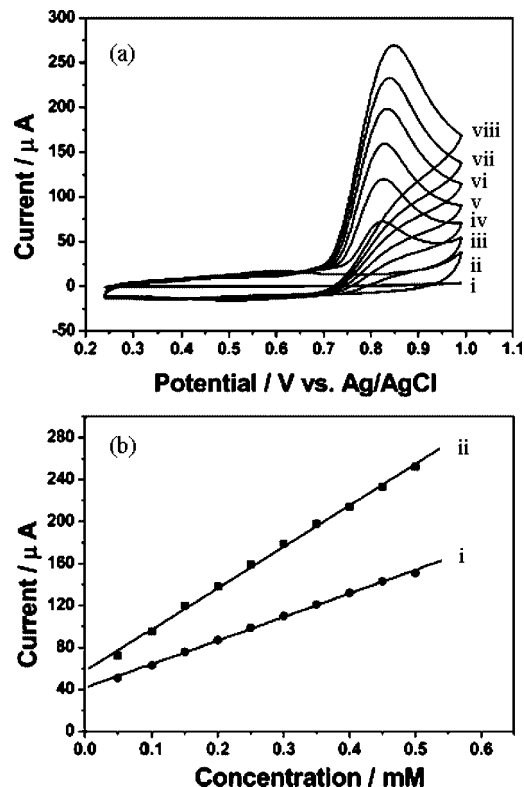 (a)
300
250
200
150
100
50
0
-50
Current / μ A
viii
vii
vi
v
iv
iii
ii
i
0.2 0.3 0.4 0.5 0.6 0.7 0.8 0.9 1.0 1.1
Potential / V vs. Ag/AgCl
(b)
280
240
200
160
120
80
40
0
Current / μ A
ii
i
0.0 0.1 0.2 0.3 0.4 0.5 0.6
Concentration / mM